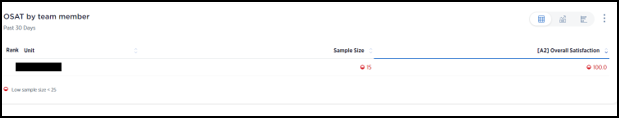 OSAT by team member
Past 30 Days
Rank Unit Sample Size [A2] Overall Satisfaction
15 100.0
Low sample size < 25